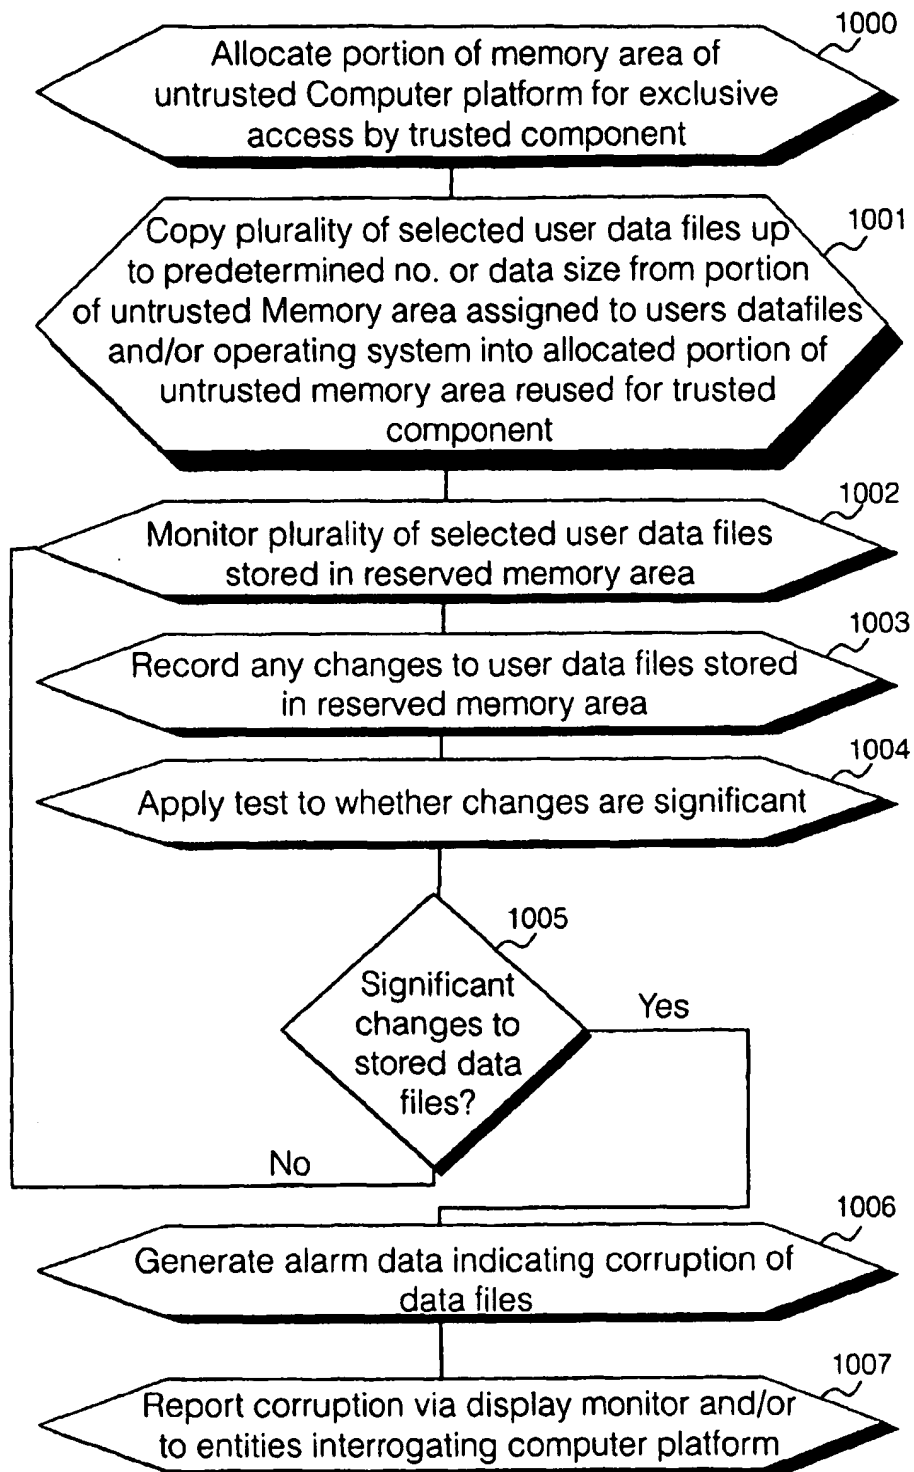 1000
Allocate portion of memory area of
untrusted Computer platform for exclusive
access by trusted component
1001
Copy plurality of selected user data files up
to predetermined no. or data size from portion
of untrusted Memory area assigned to users datafiles
and/or operating system into allocated portion of
untrusted memory area reused for trusted
component
1002
Monitor plurality of selected user data files
stored in reserved memory area
1003
Record any changes to user data files stored
in reserved memory area
1004
Apply test to whether changes are significant
1005
Significant
changes to
stored data
files?
Yes
No
1006
Generate alarm data indicating corruption of
data files
1007
Report corruption via display monitor and/or
to entities interrogating computer platform